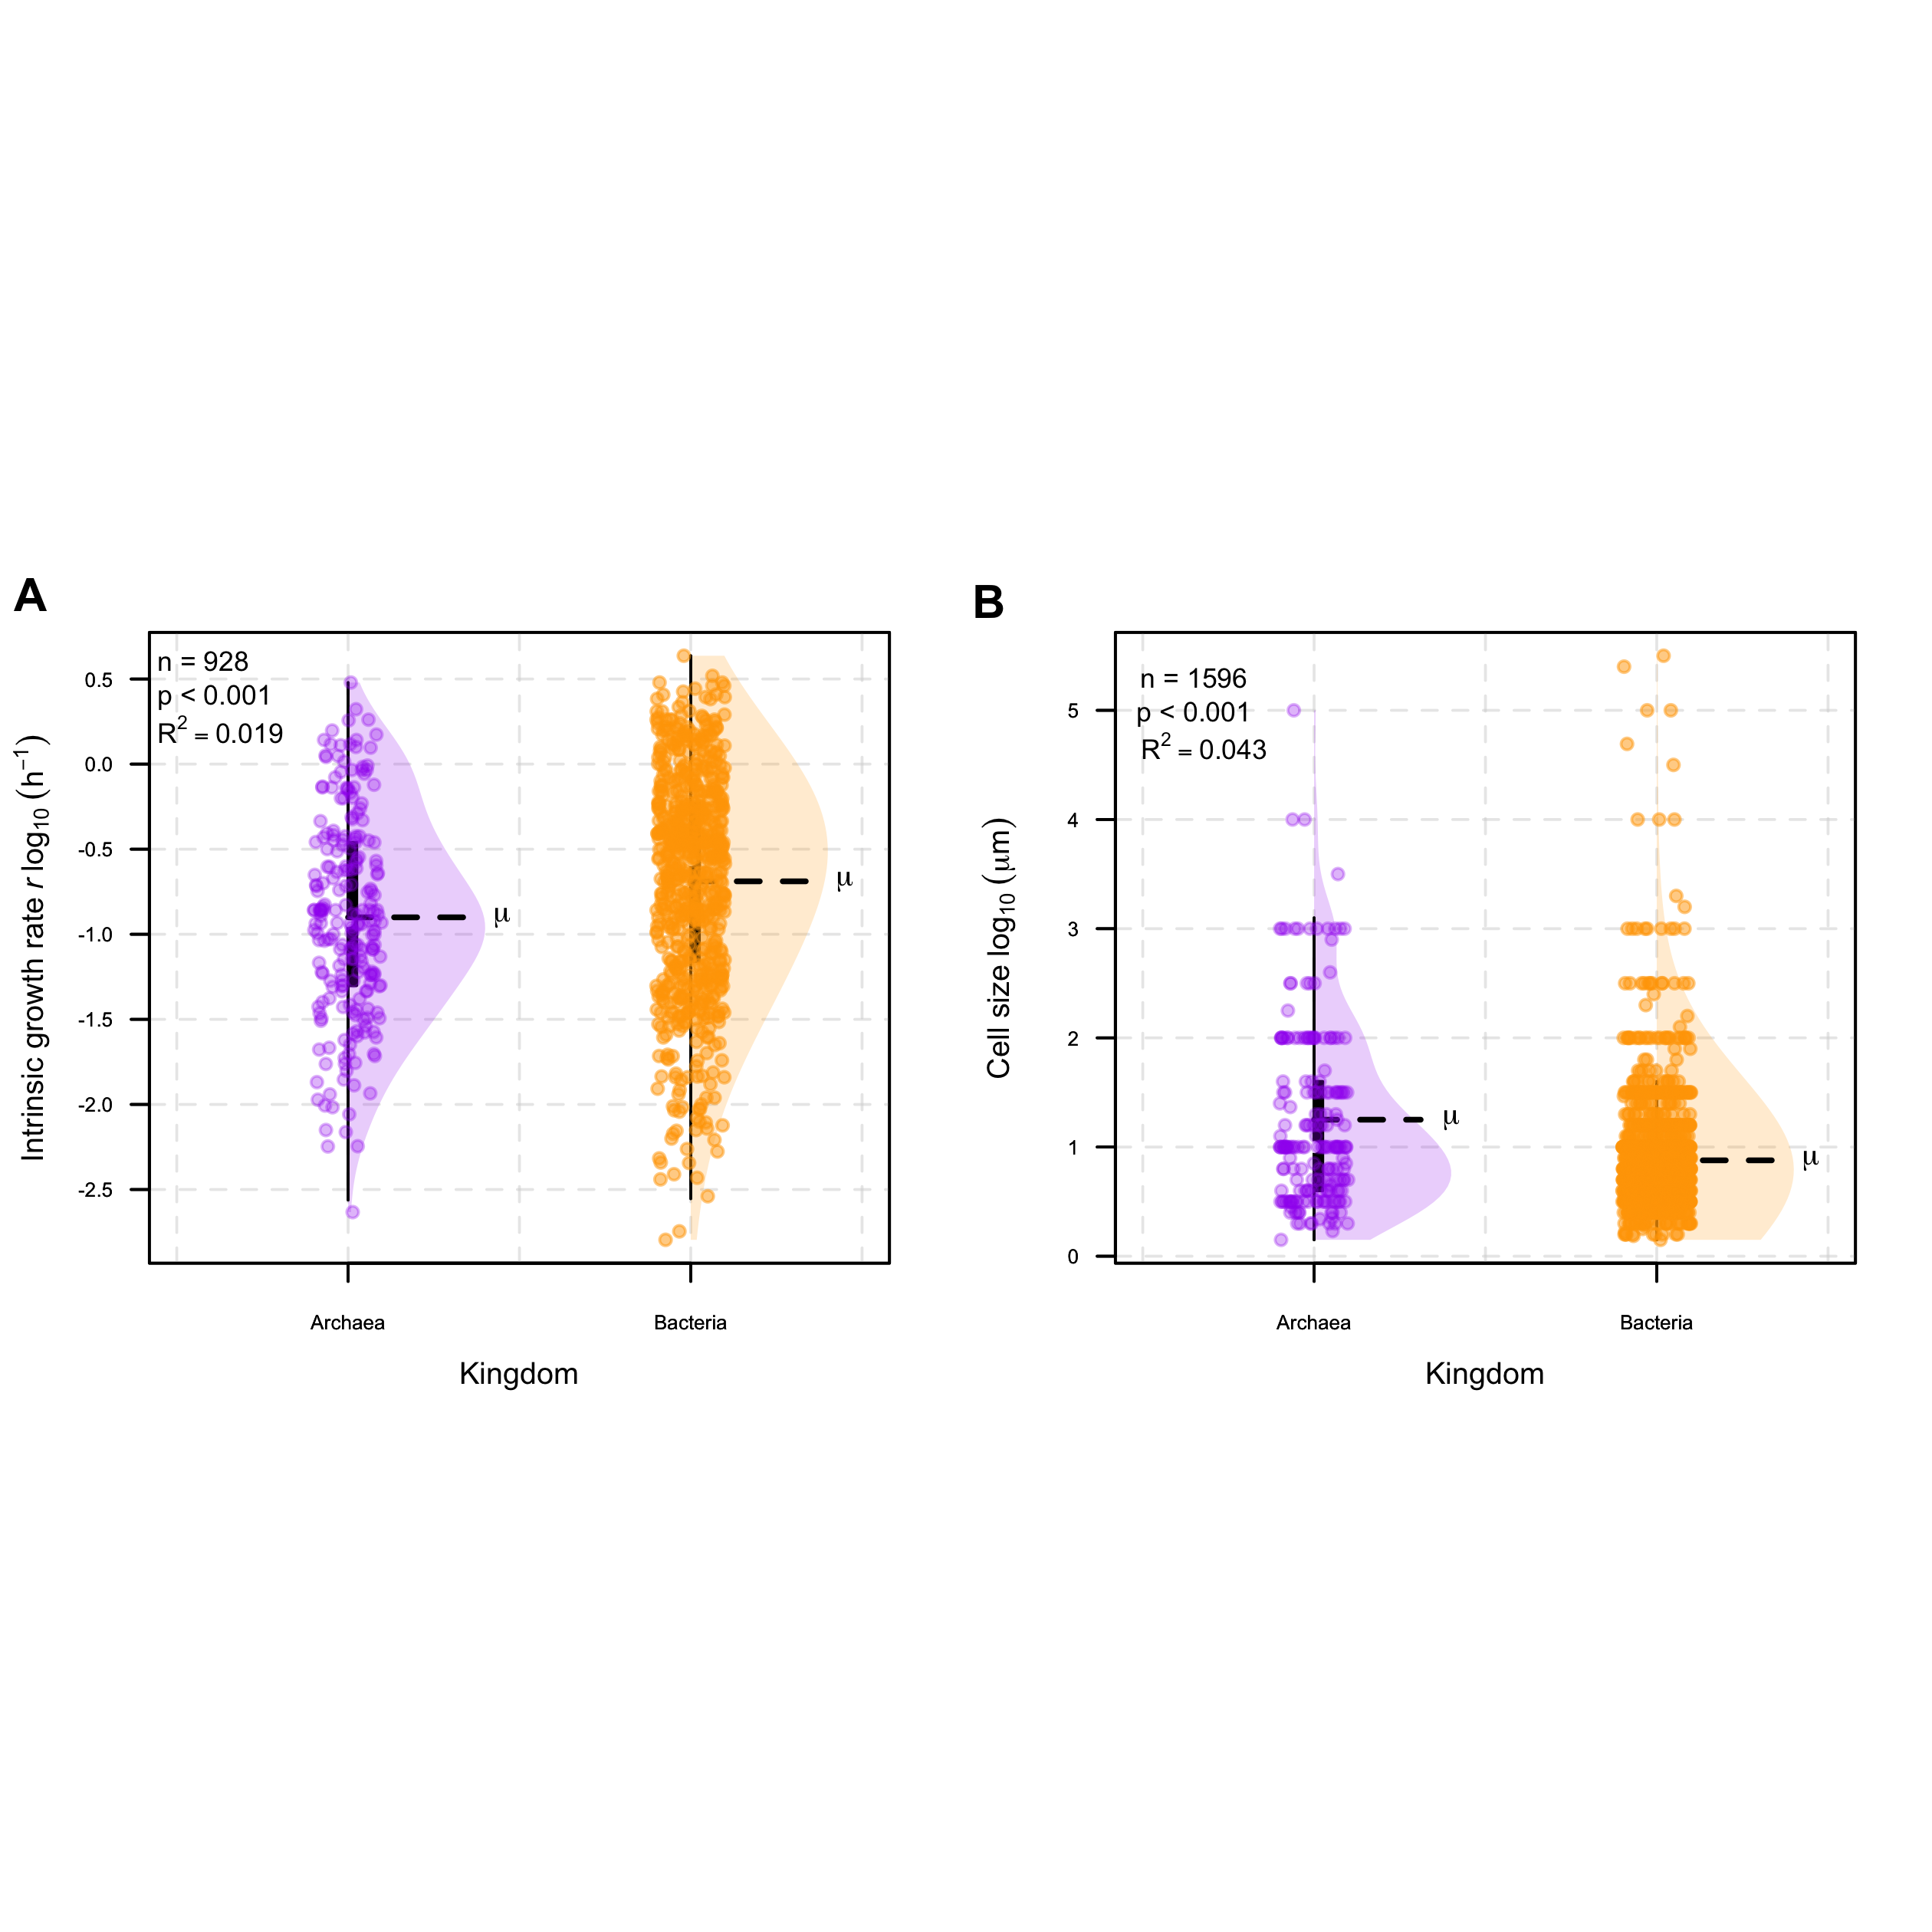 A
n = 928
p < 0.001
R² = 0.019
Intrinsic growth rate r log₁₀ (h⁻¹)
0.5
0.0
-0.5
-1.0
-1.5
-2.0
-2.5
μ
μ
Archaea
Bacteria
Kingdom
B
n = 1596
p < 0.001
R² = 0.043
Cell size log₁₀ (μm)
5
4
3
2
1
0
μ
μ
Archaea
Bacteria
Kingdom